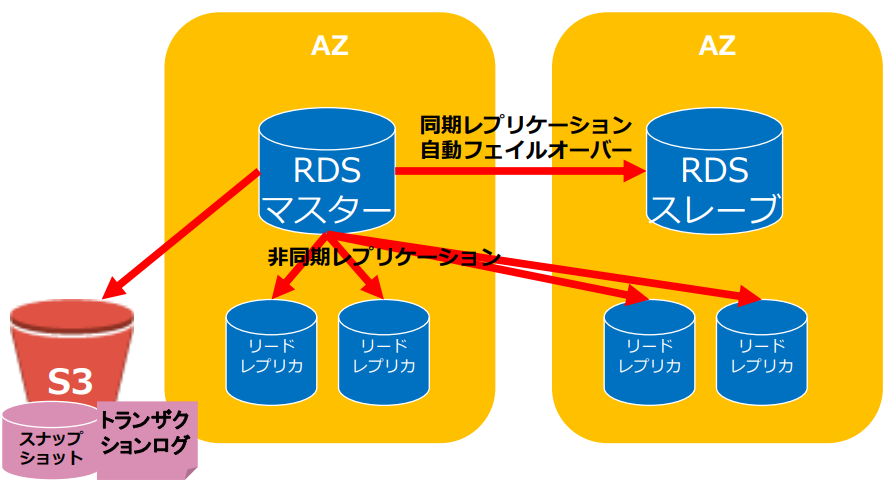 AZ
AZ
同期レプリケーション
自動フェイルオーバー
RDS
マスター
RDS
スレーブ
非同期レプリケーション
リード
レプリカ
リード
レプリカ
リード
レプリカ
リード
レプリカ
S3
スナップ
ショット
トランザク
ションログ